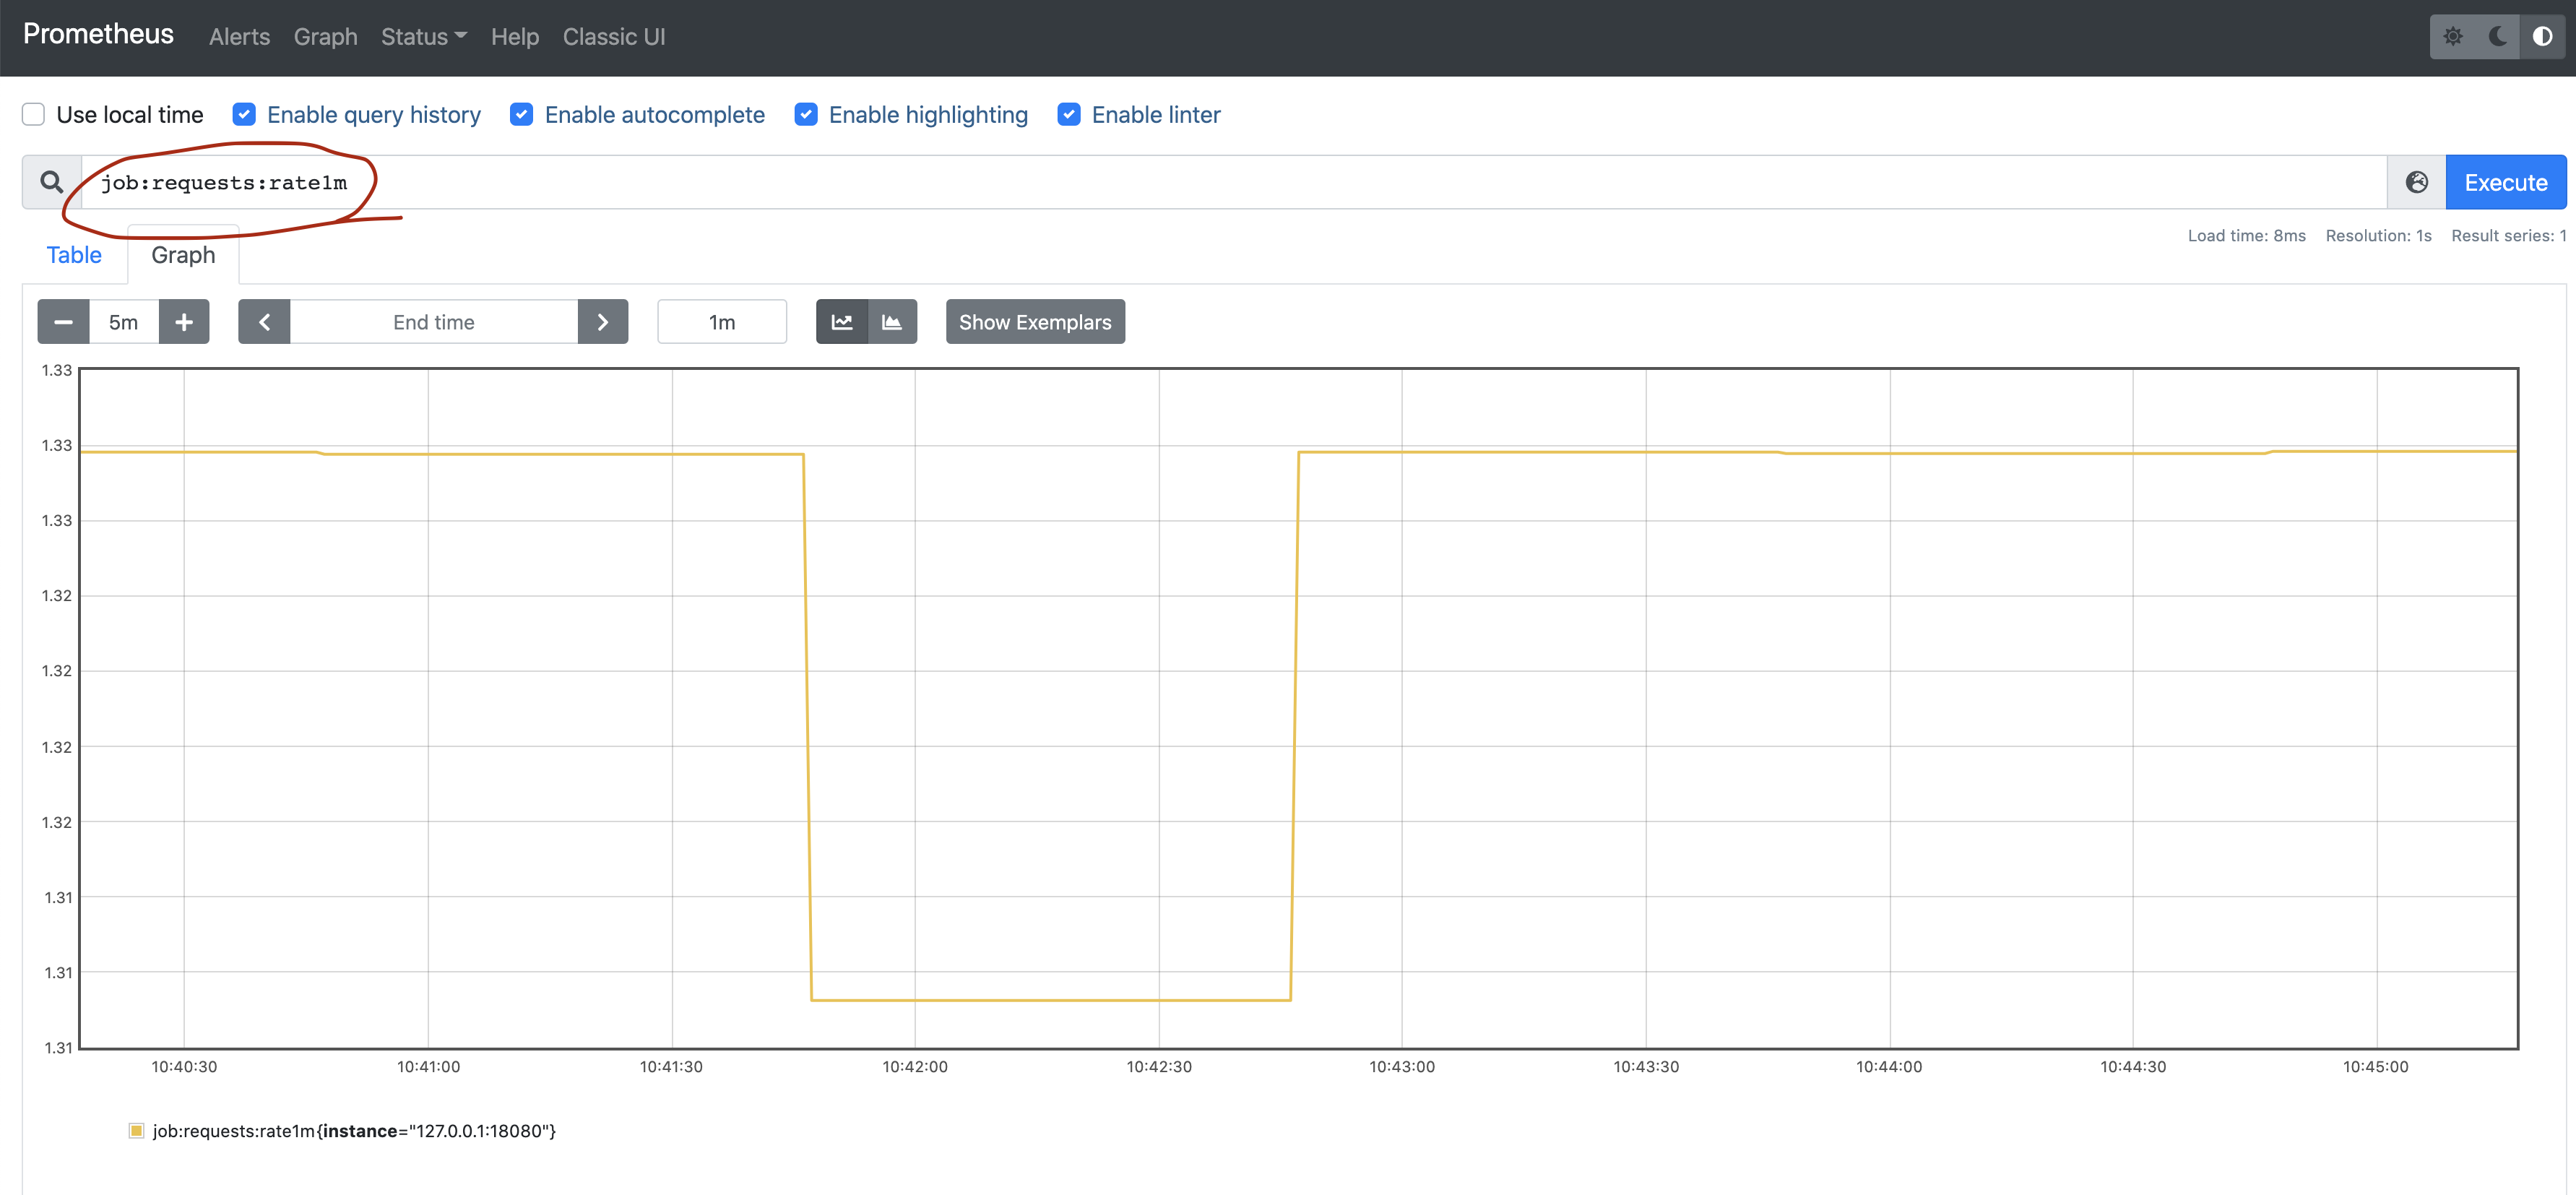 Prometheus Alerts Graph Status Help Classic UI
Use local time Enable query history Enable autocomplete Enable highlighting Enable linter
job:requests:rate1m Execute
Load time: 8ms Resolution: 1s Result series: 1
Table Graph
5m End time 1m Show Exemplars
1.33
1.33
1.33
1.32
1.32
1.32
1.32
1.31
1.31
1.31
10:40:30 10:41:00 10:41:30 10:42:00 10:42:30 10:43:00 10:43:30 10:44:00 10:44:30 10:45:00
job:requests:rate1m{instance="127.0.0.1:18080"}